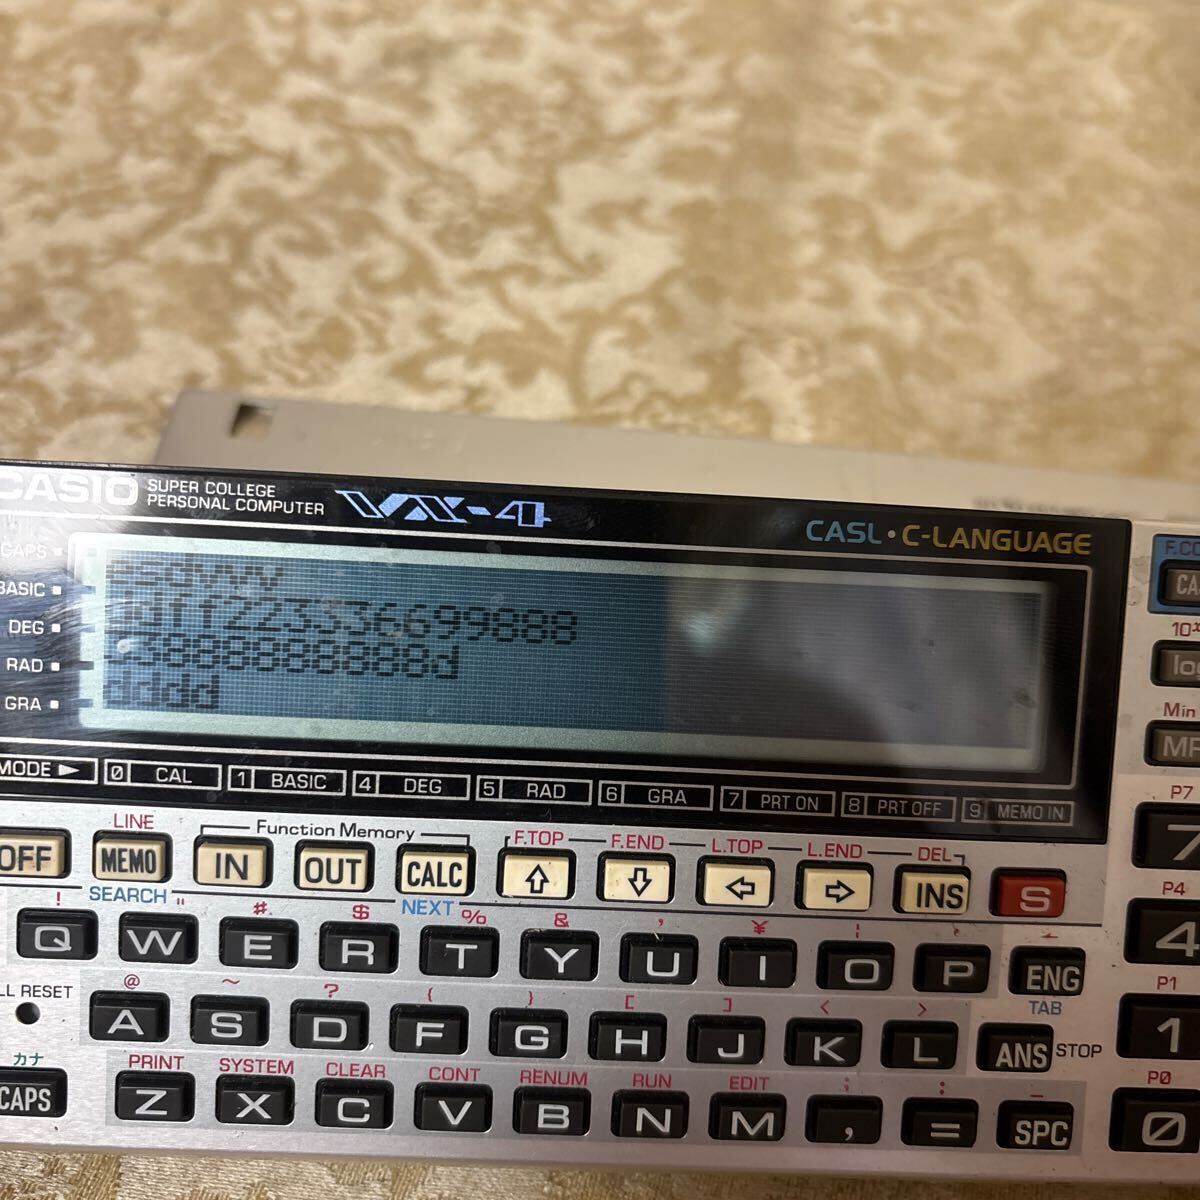 CASIO SUPER COLLEGE PERSONAL COMPUTER VX-4
CASL・C-LANGUAGE
CAPS
BASIC
DEG
RAD
GRA
esdvvv
ddff223336699888
dddd
MODE 0 CAL 1 BASIC 4 DEG 5 RAD 6 GRA 7 PRT ON 8 PRT OFF 9 MEMO IN
LINE Function Memory F.TOP F.END L.TOP L.END DEL
OFF MEMO IN OUT CALC INS S
SEARCH NEXT
! " # $ % & ' ¥
Q W E R T Y U I O P ENG
TAB
@ ~ ? { } [ ] < >
A S D F G H J K L ANS STOP
カナ PRINT SYSTEM CLEAR CONT RENUM RUN EDIT ; :
CAPS Z X C V B N M , = SPC
10ˣ
Min
P7
7
P4
4
P1
1
P0
0